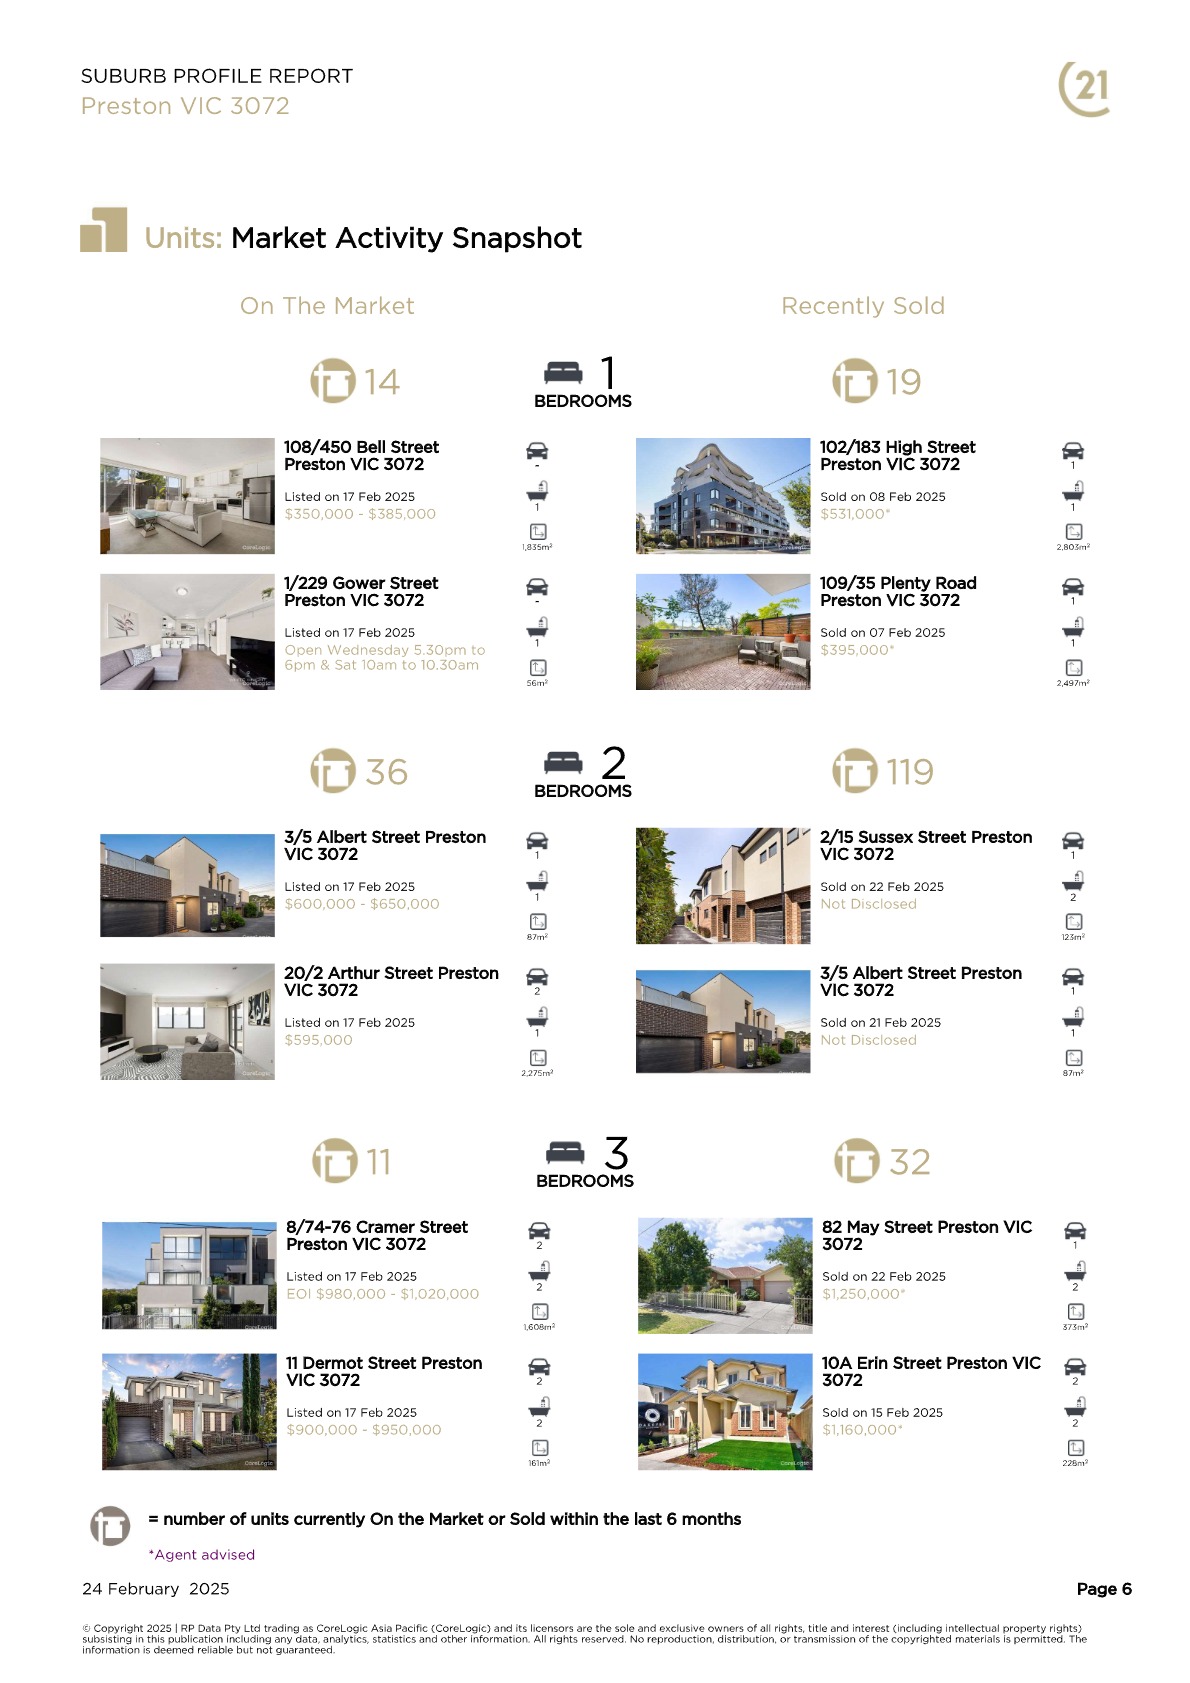 SUBURB PROFILE REPORT
Preston VIC 3072
21
Units: Market Activity Snapshot
On The Market
Recently Sold
14
1
BEDROOMS
19
108/450 Bell Street
Preston VIC 3072
Listed on 17 Feb 2025
$350,000 - $385,000
-
1
1,835m²
CoreLogic
102/183 High Street
Preston VIC 3072
Sold on 08 Feb 2025
$531,000*
1
1
2,803m²
CoreLogic
1/229 Gower Street
Preston VIC 3072
Listed on 17 Feb 2025
Open Wednesday 5.30pm to
6pm & Sat 10am to 10.30am
-
1
56m²
CoreLogic
109/35 Plenty Road
Preston VIC 3072
Sold on 07 Feb 2025
$395,000*
1
1
2,497m²
CoreLogic
36
2
BEDROOMS
119
3/5 Albert Street Preston
VIC 3072
Listed on 17 Feb 2025
$600,000 - $650,000
1
1
87m²
CoreLogic
2/15 Sussex Street Preston
VIC 3072
Sold on 22 Feb 2025
Not Disclosed
1
2
123m²
CoreLogic
20/2 Arthur Street Preston
VIC 3072
Listed on 17 Feb 2025
$595,000
2
1
2,275m²
CoreLogic
3/5 Albert Street Preston
VIC 3072
Sold on 21 Feb 2025
Not Disclosed
1
1
87m²
CoreLogic
11
3
BEDROOMS
32
8/74-76 Cramer Street
Preston VIC 3072
Listed on 17 Feb 2025
EOI $980,000 - $1,020,000
2
2
1,608m²
CoreLogic
82 May Street Preston VIC
3072
Sold on 22 Feb 2025
$1,250,000*
1
2
373m²
CoreLogic
11 Dermot Street Preston
VIC 3072
Listed on 17 Feb 2025
$900,000 - $950,000
2
2
161m²
CoreLogic
10A Erin Street Preston VIC
3072
Sold on 15 Feb 2025
$1,160,000*
2
2
228m²
CoreLogic
= number of units currently On the Market or Sold within the last 6 months
*Agent advised
24 February 2025
Page 6
© Copyright 2025 | RP Data Pty Ltd trading as CoreLogic Asia Pacific (CoreLogic) and its licensors are the sole and exclusive owners of all rights, title and interest (including intellectual property rights)
subsisting in this publication including any data, analytics, statistics and other information. All rights reserved. No reproduction, distribution, or transmission of the copyrighted materials is permitted. The
information is deemed reliable but not guaranteed.